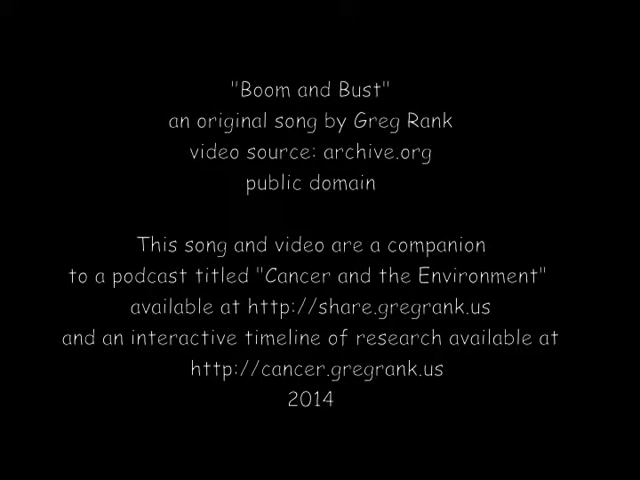 "Boom and Bust"
an original song by Greg Rank
video source: archive.org
public domain
This song and video are a companion
to a podcast titled "Cancer and the Environment"
available at http://share.gregrank.us
and an interactive timeline of research available at
http://cancer.gregrank.us
2014